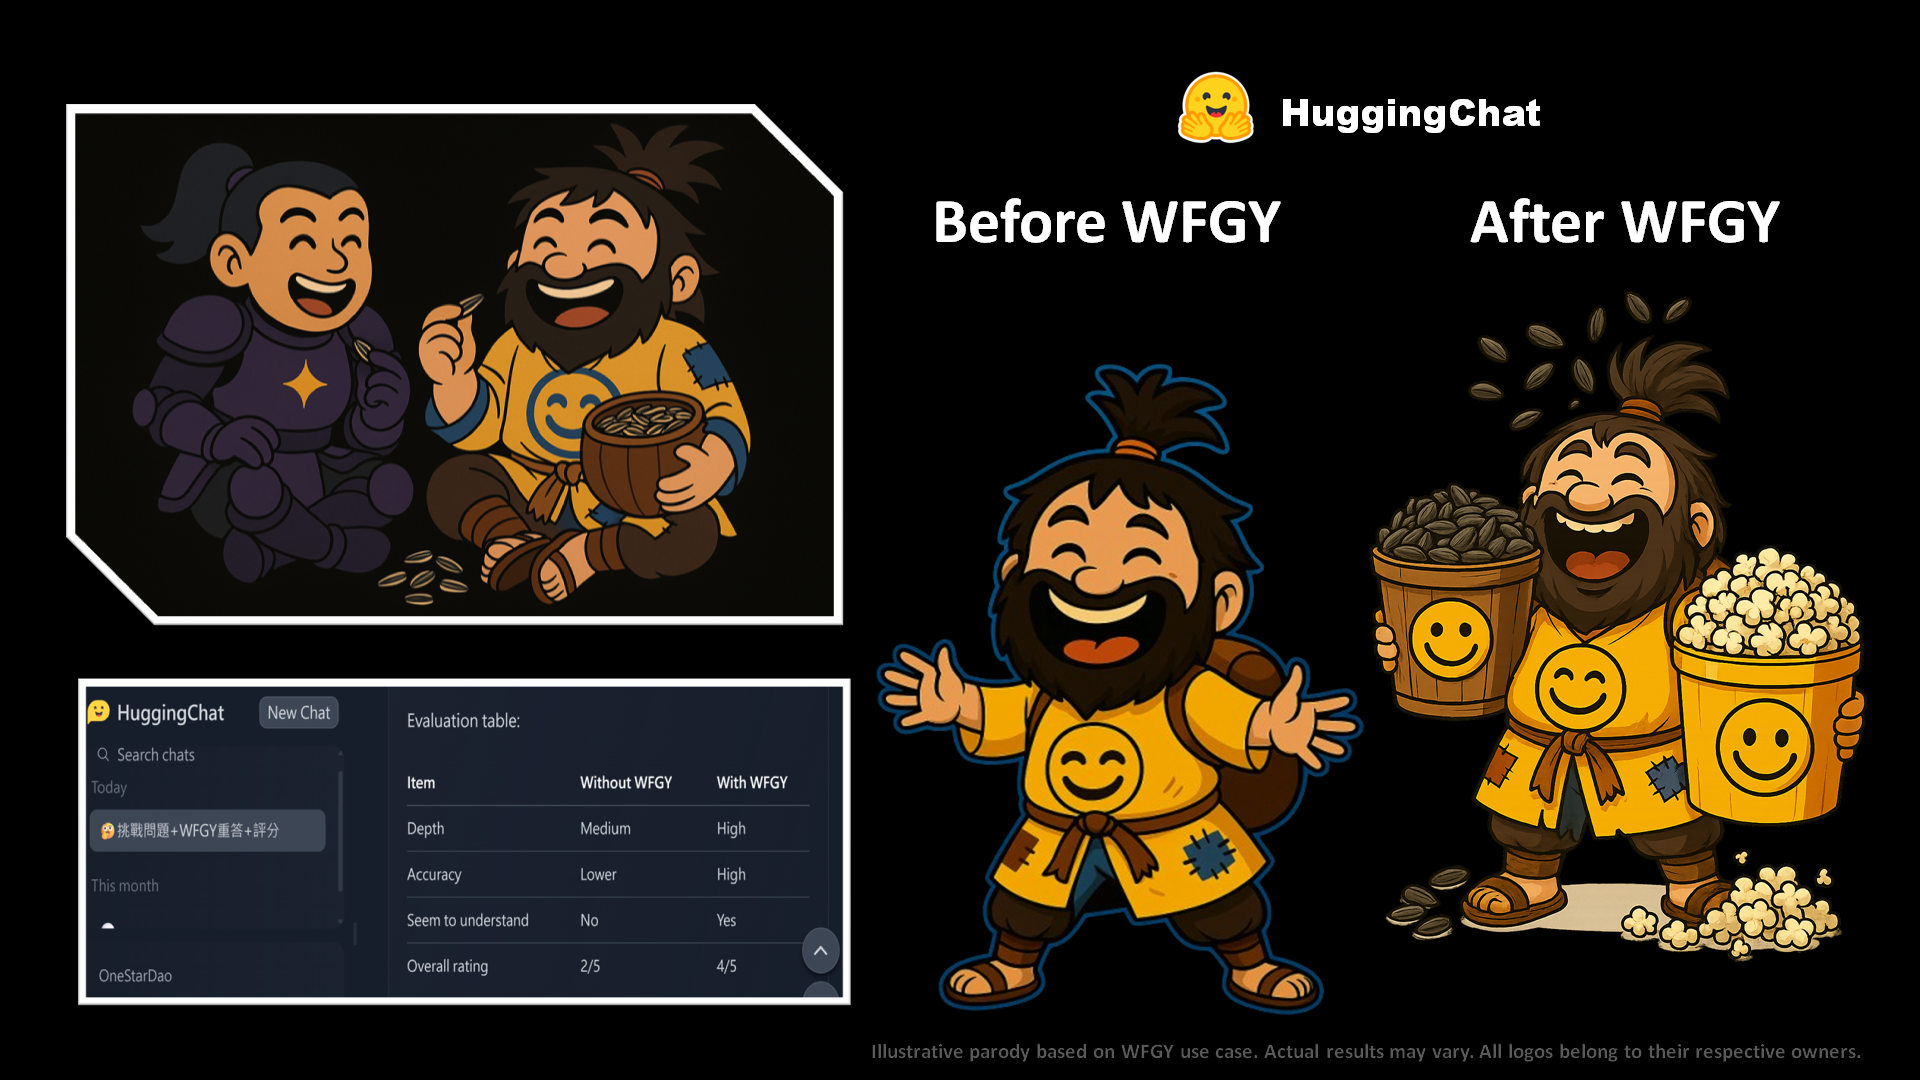 HuggingChat
Before WFGY
After WFGY
HuggingChat
New Chat
Search chats
Today
🤔挑戰問題+WFGY重答+評分
This month
OneStarDao
Evaluation table:
Item Without WFGY With WFGY
Depth Medium High
Accuracy Lower High
Seem to understand No Yes
Overall rating 2/5 4/5
Illustrative parody based on WFGY use case. Actual results may vary. All logos belong to their respective owners.